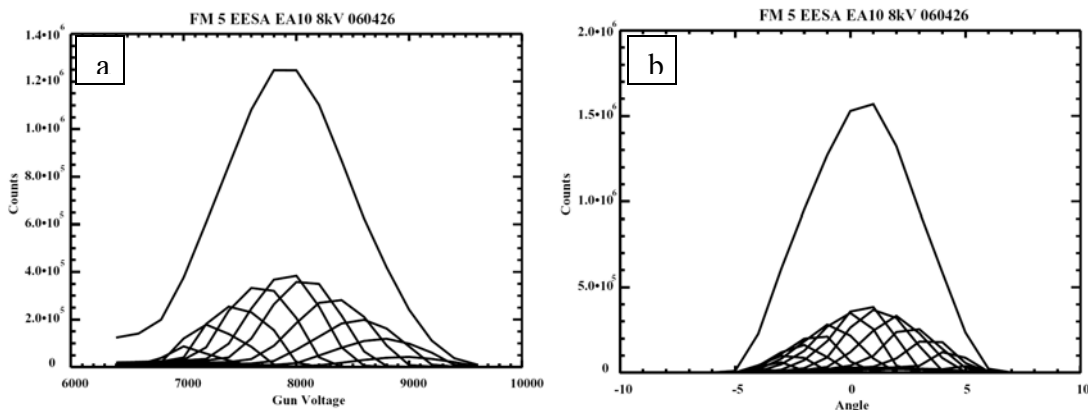 FM 5 EESA EA10 8kV 060426
a
1.4•10⁶
1.2•10⁶
1.0•10⁶
8.0•10⁵
6.0•10⁵
4.0•10⁵
2.0•10⁵
0
Counts
6000 7000 8000 9000 10000
Gun Voltage
FM 5 EESA EA10 8kV 060426
b
2.0•10⁶
1.5•10⁶
1.0•10⁶
5.0•10⁵
0
Counts
-10 -5 0 5 10
Angle